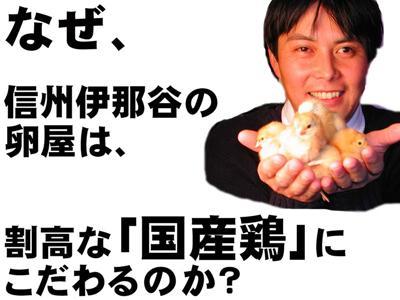 なぜ、
信州伊那谷の
卵屋は、
割高な「国産鶏」に
こだわるのか?